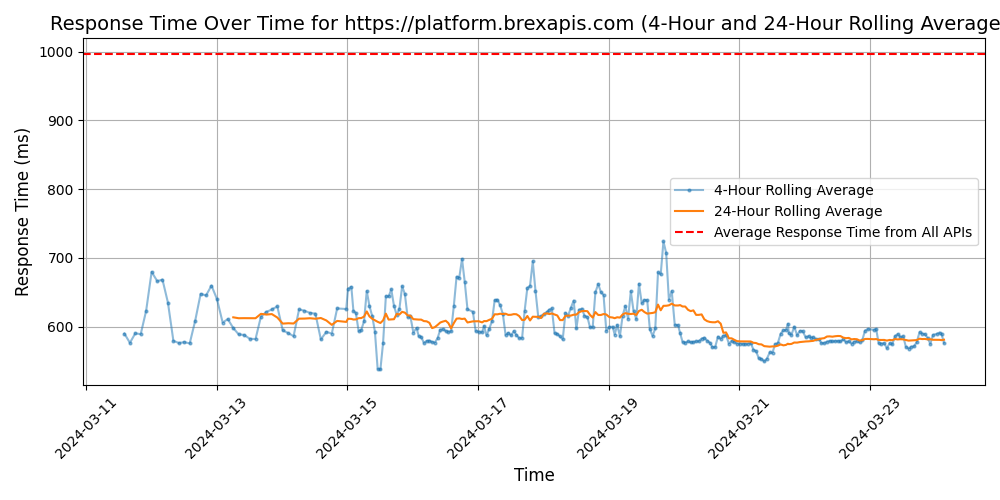 Response Time Over Time for https://platform.brexapis.com (4-Hour and 24-Hour Rolling Average
Response Time (ms)
1000
900
800
700
600
4-Hour Rolling Average
24-Hour Rolling Average
Average Response Time from All APIs
2024-03-11
2024-03-13
2024-03-15
2024-03-17
2024-03-19
2024-03-21
2024-03-23
Time